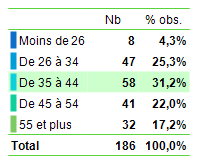 Nb % obs.
Moins de 26 8 4,3%
De 26 à 34 47 25,3%
De 35 à 44 58 31,2%
De 45 à 54 41 22,0%
55 et plus 32 17,2%
Total 186 100,0%